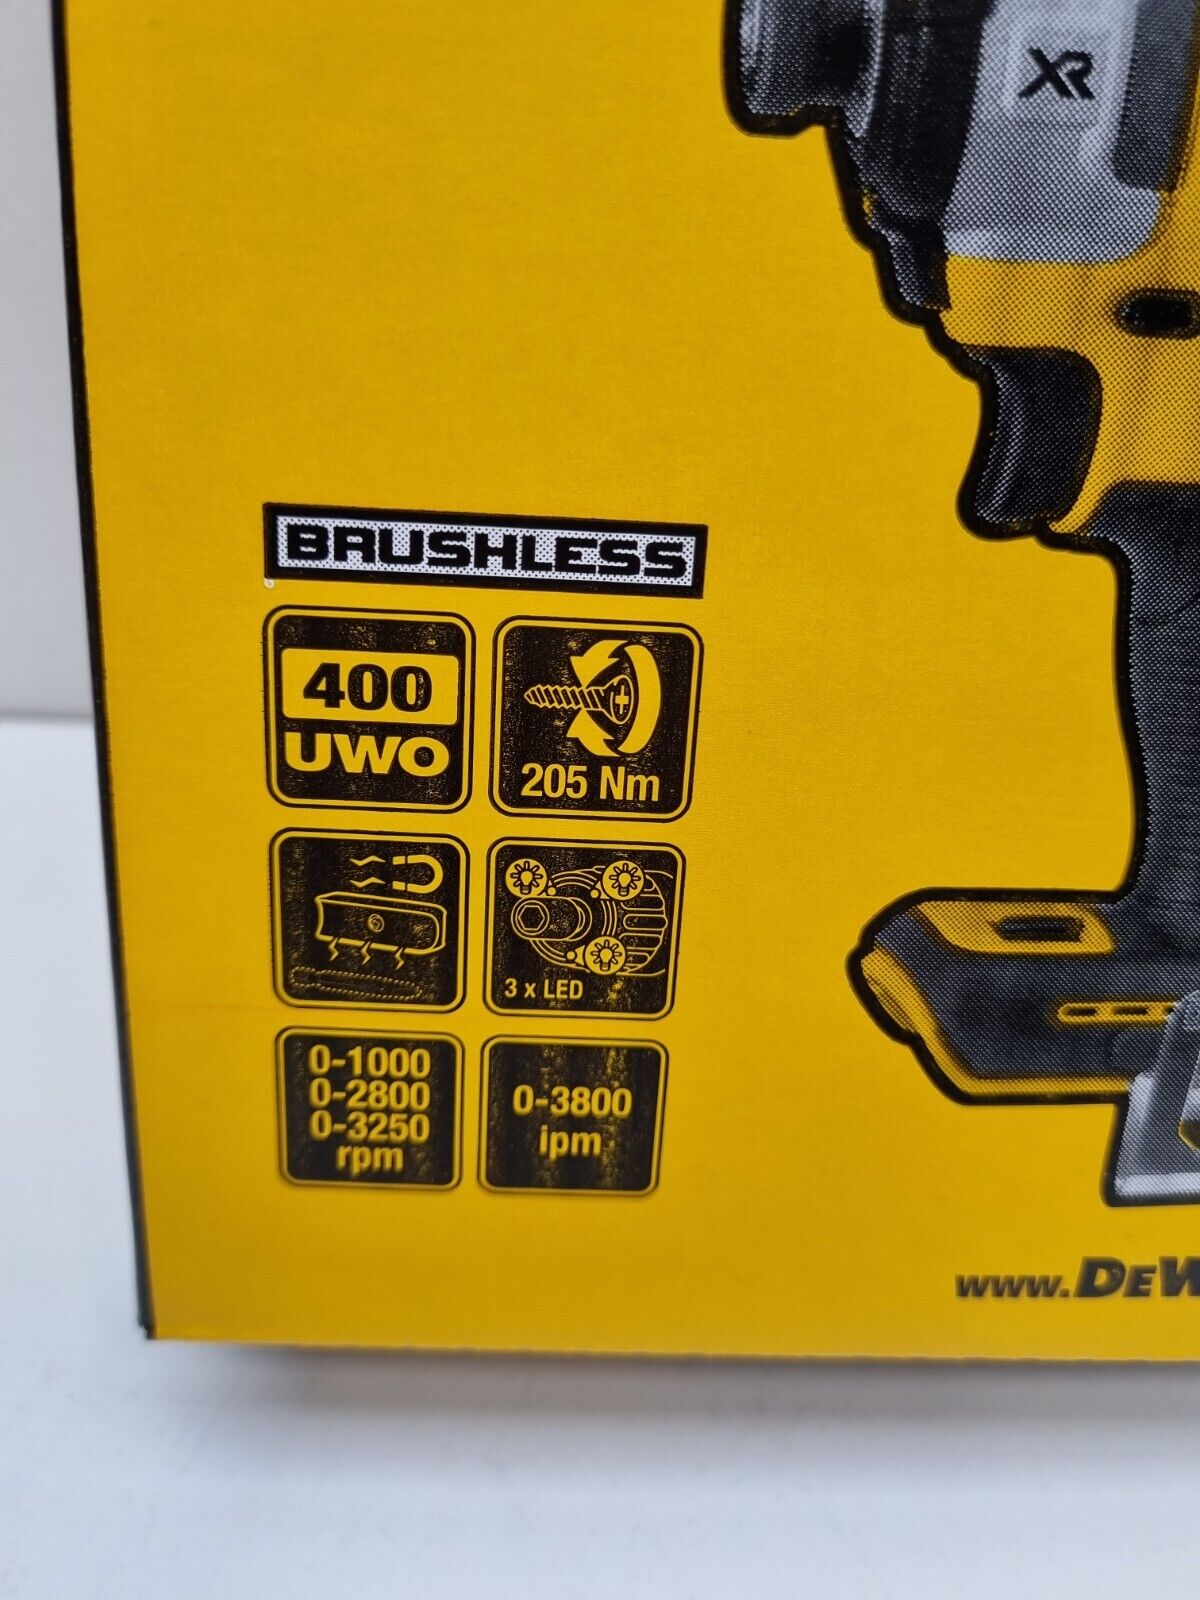 XR
BRUSHLESS
400
UWO
205 Nm
3 x LED
0-1000
0-2800
0-3250
rpm
0-3800
ipm
www.DEW